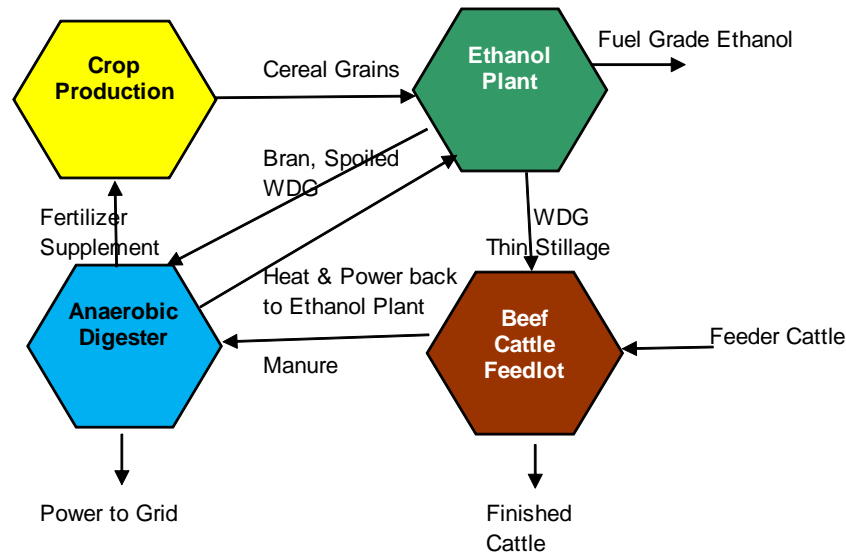 Crop
Production
Cereal Grains
Ethanol
Plant
Fuel Grade Ethanol
Bran, Spoiled
WDG
Fertilizer
Supplement
WDG
Thin Stillage
Heat & Power back
to Ethanol Plant
Anaerobic
Digester
Beef
Cattle
Feedlot
Feeder Cattle
Manure
Power to Grid
Finished
Cattle